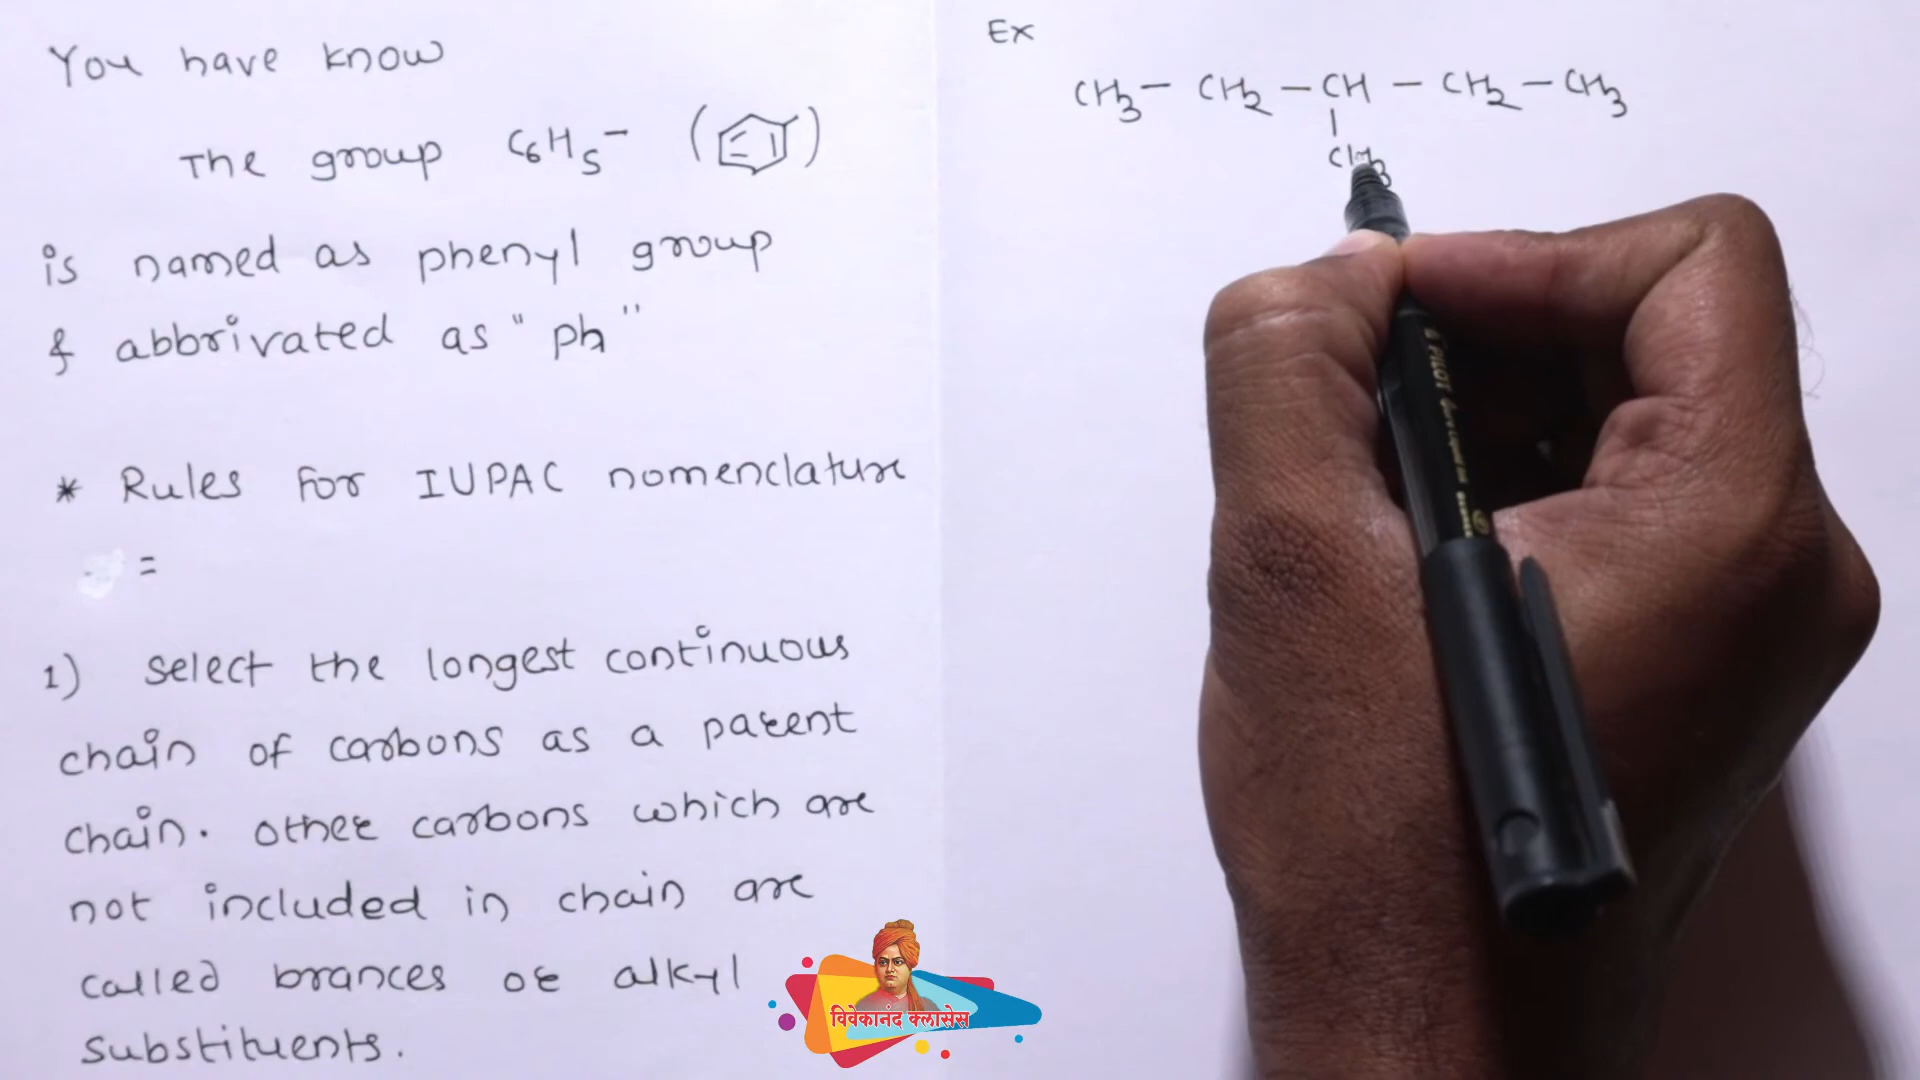 You have know
The group C6H5- ( )
is named as phenyl group
& abbrivated as "ph"
* Rules for IUPAC nomenclature
=
1) select the longest continuous
chain of carbons as a parent
chain. other carbons which are
not included in chain are
called brances or alkyl
substituents.
Ex
CH3- CH2 - CH - CH2 - CH3
|
CH3
PILOT
विवेकानंद क्लासेस